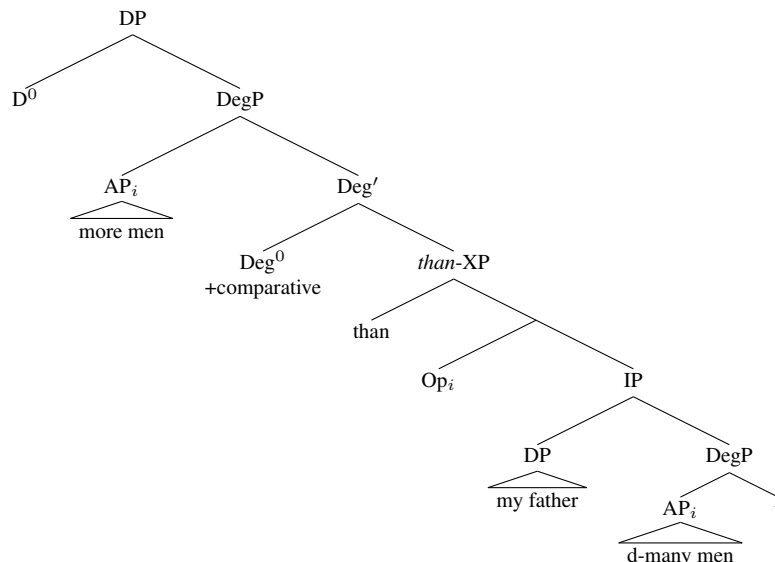 DP
D⁰ DegP
APᵢ Deg′
more men Deg⁰ than-XP
+comparative
than
Opᵢ IP
DP DegP
my father APᵢ
d-many men